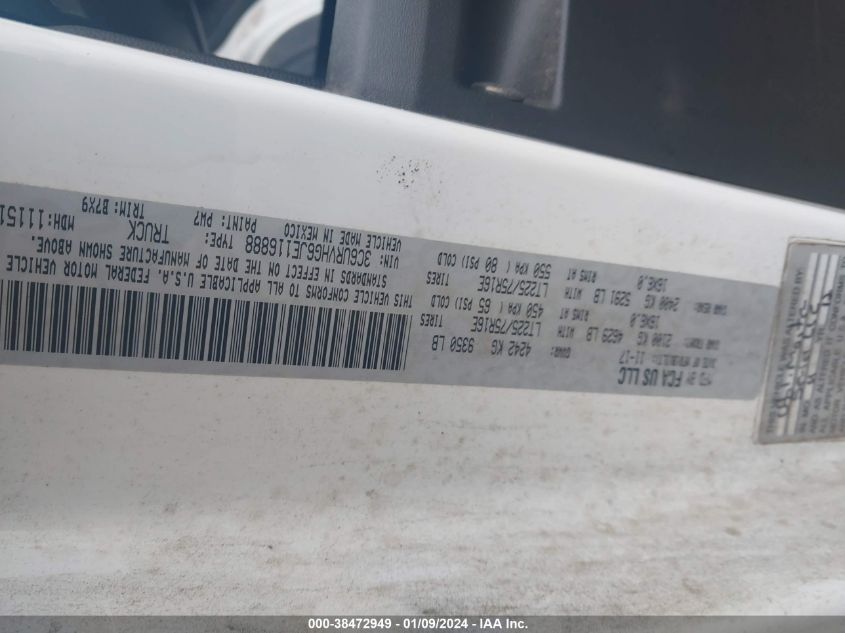 MFD BY FCA US LLC
DATE OF MFR: 11-17
GVWR: 4242 KG 9350 LB
GAWR FRONT: 2100 KG 4629 LB WITH LT225/75R16E TIRES
16X6.0 RIMS AT 450 KPA ( 65 PSI) COLD
GAWR REAR: 2400 KG 5291 LB WITH LT225/75R16E TIRES
16X6.0 RIMS AT 550 KPA ( 80 PSI) COLD
THIS VEHICLE CONFORMS TO ALL APPLICABLE U.S.A. FEDERAL MOTOR VEHICLE
STANDARDS IN EFFECT ON THE DATE OF MANUFACTURE SHOWN ABOVE.
VIN: 3C6URVHG6JE116888 TYPE: TRUCK MDH:11151
VEHICLE MADE IN MEXICO PAINT: PW7 TRIM: B7X9
000-38472949 | 01/09/2024 - IAA Inc.